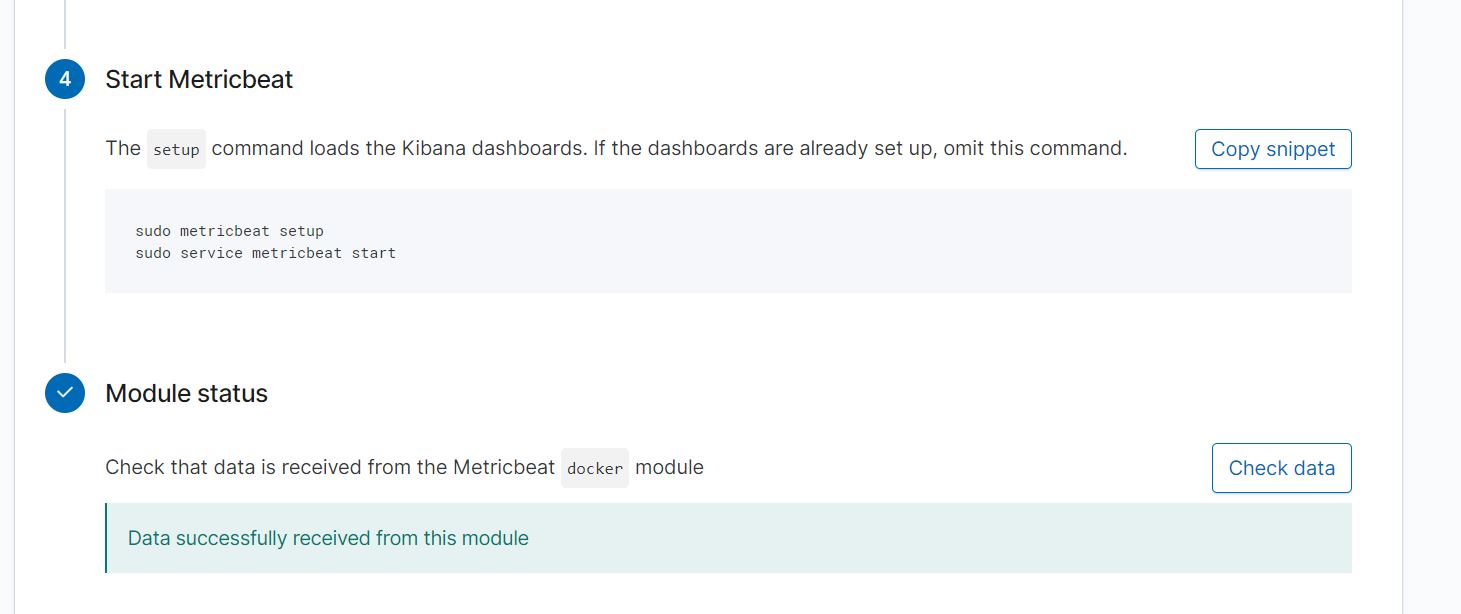 4 Start Metricbeat
The setup command loads the Kibana dashboards. If the dashboards are already set up, omit this command.
Copy snippet
sudo metricbeat setup
sudo service metricbeat start
Module status
Check that data is received from the Metricbeat docker module
Check data
Data successfully received from this module